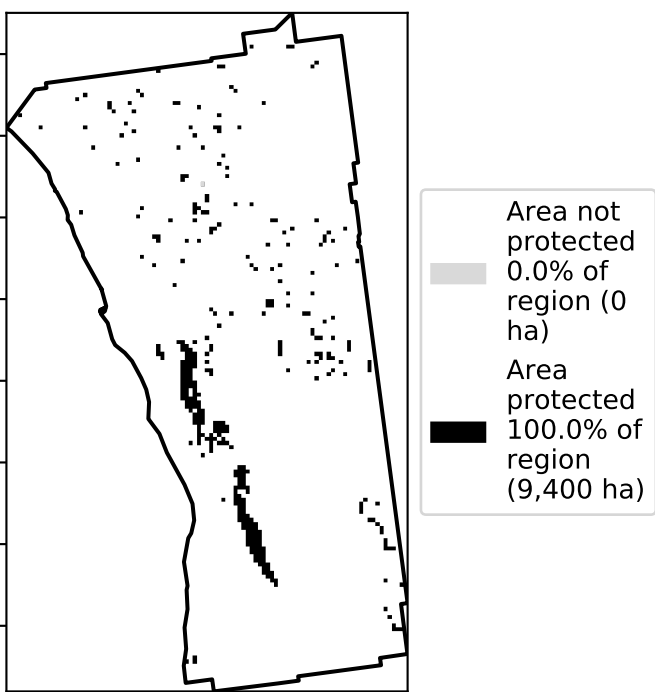 Area not
protected
0.0% of
region (0
ha)
Area
protected
100.0% of
region
(9,400 ha)